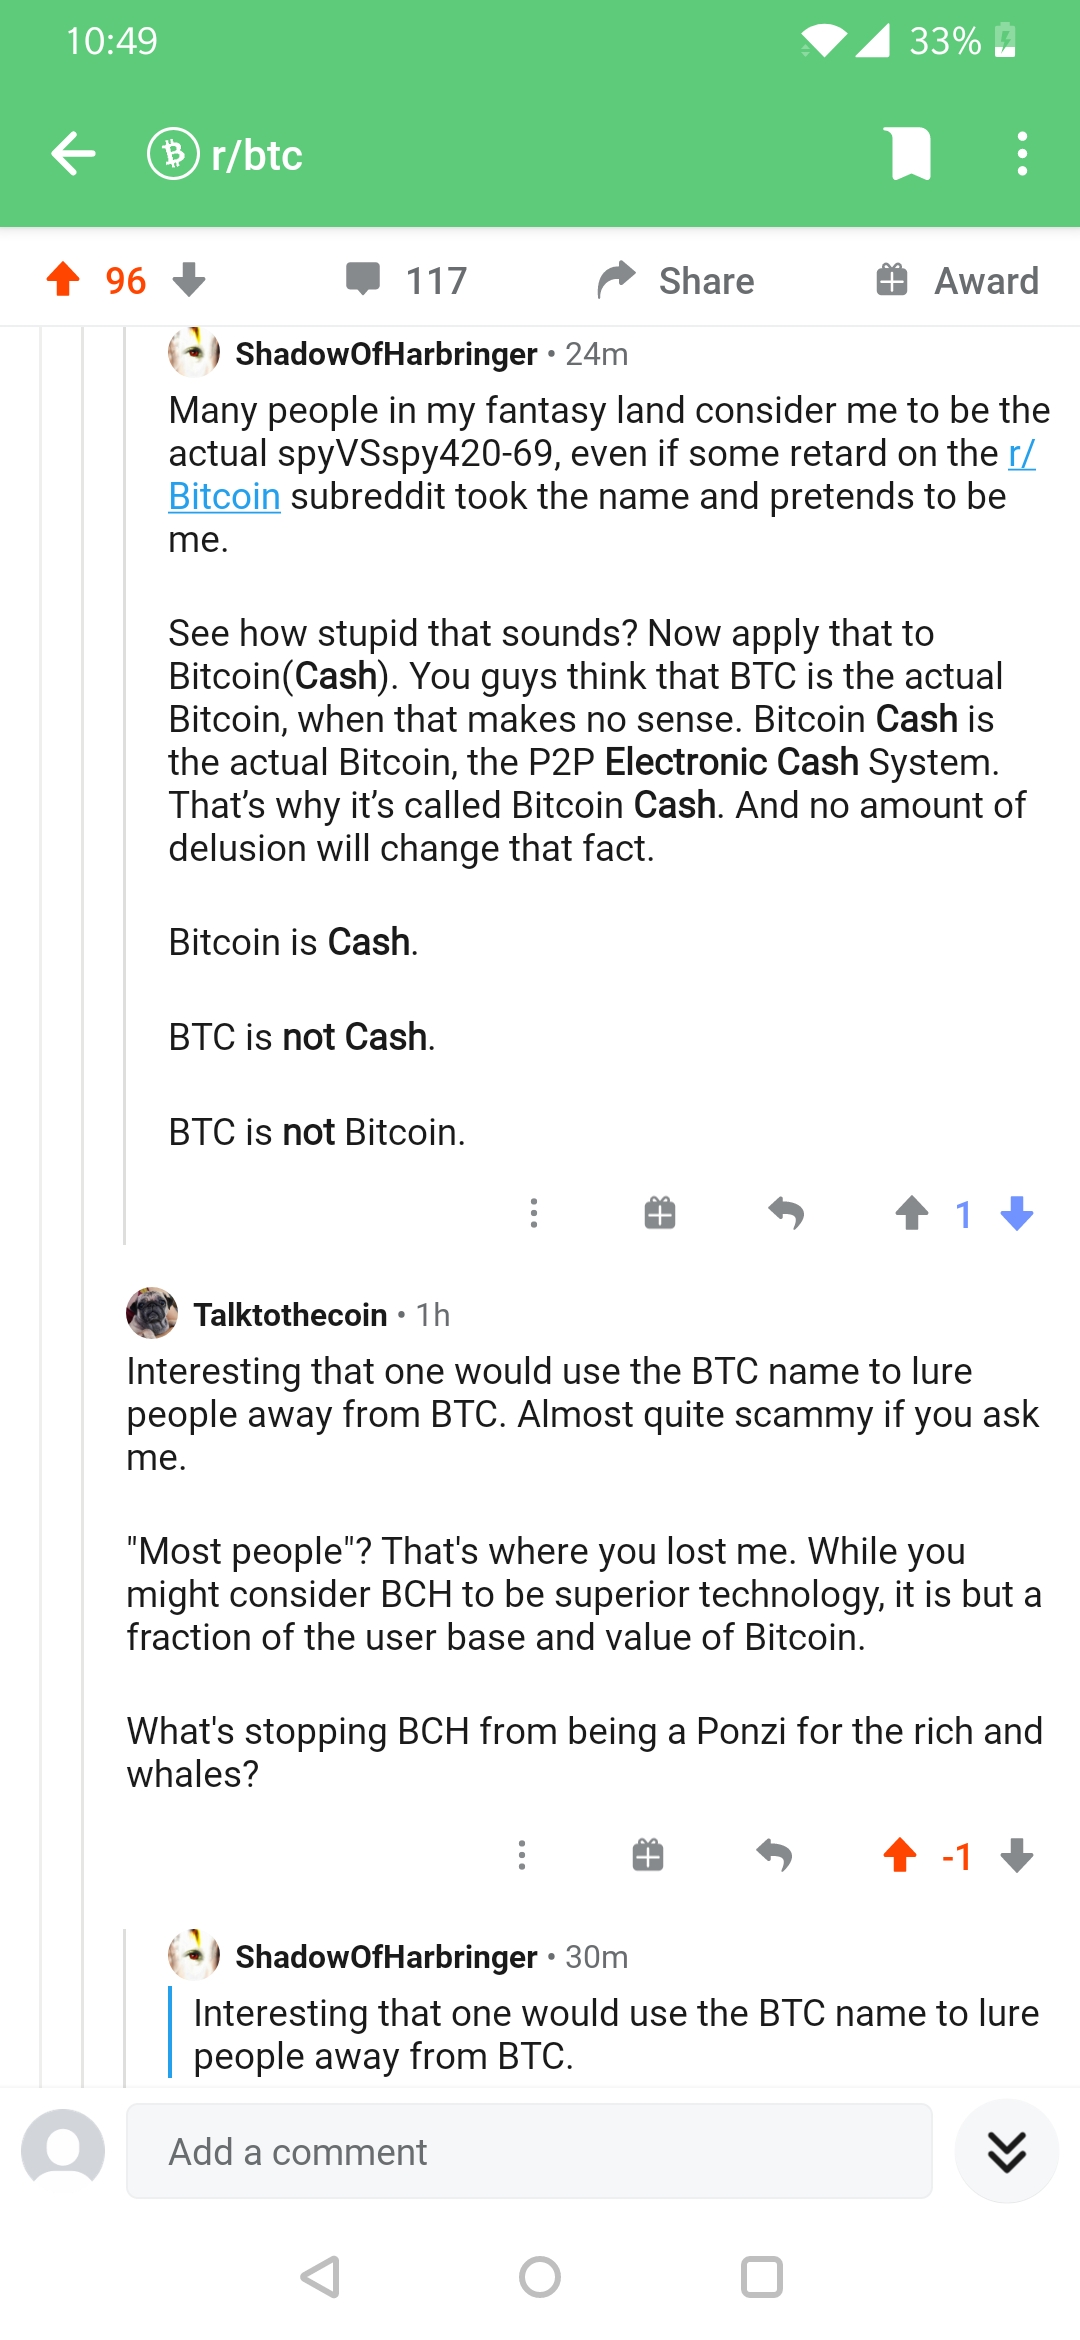 10:49
33%
r/btc
96
117
Share
Award
ShadowOfHarbringer • 24m
Many people in my fantasy land consider me to be the
actual spyVSspy420-69, even if some retard on the r/
Bitcoin subreddit took the name and pretends to be
me.
See how stupid that sounds? Now apply that to
Bitcoin(Cash). You guys think that BTC is the actual
Bitcoin, when that makes no sense. Bitcoin Cash is
the actual Bitcoin, the P2P Electronic Cash System.
That’s why it’s called Bitcoin Cash. And no amount of
delusion will change that fact.
Bitcoin is Cash.
BTC is not Cash.
BTC is not Bitcoin.
1
Talktothecoin • 1h
Interesting that one would use the BTC name to lure
people away from BTC. Almost quite scammy if you ask
me.
"Most people"? That's where you lost me. While you
might consider BCH to be superior technology, it is but a
fraction of the user base and value of Bitcoin.
What's stopping BCH from being a Ponzi for the rich and
whales?
-1
ShadowOfHarbringer • 30m
Interesting that one would use the BTC name to lure
people away from BTC.
Add a comment